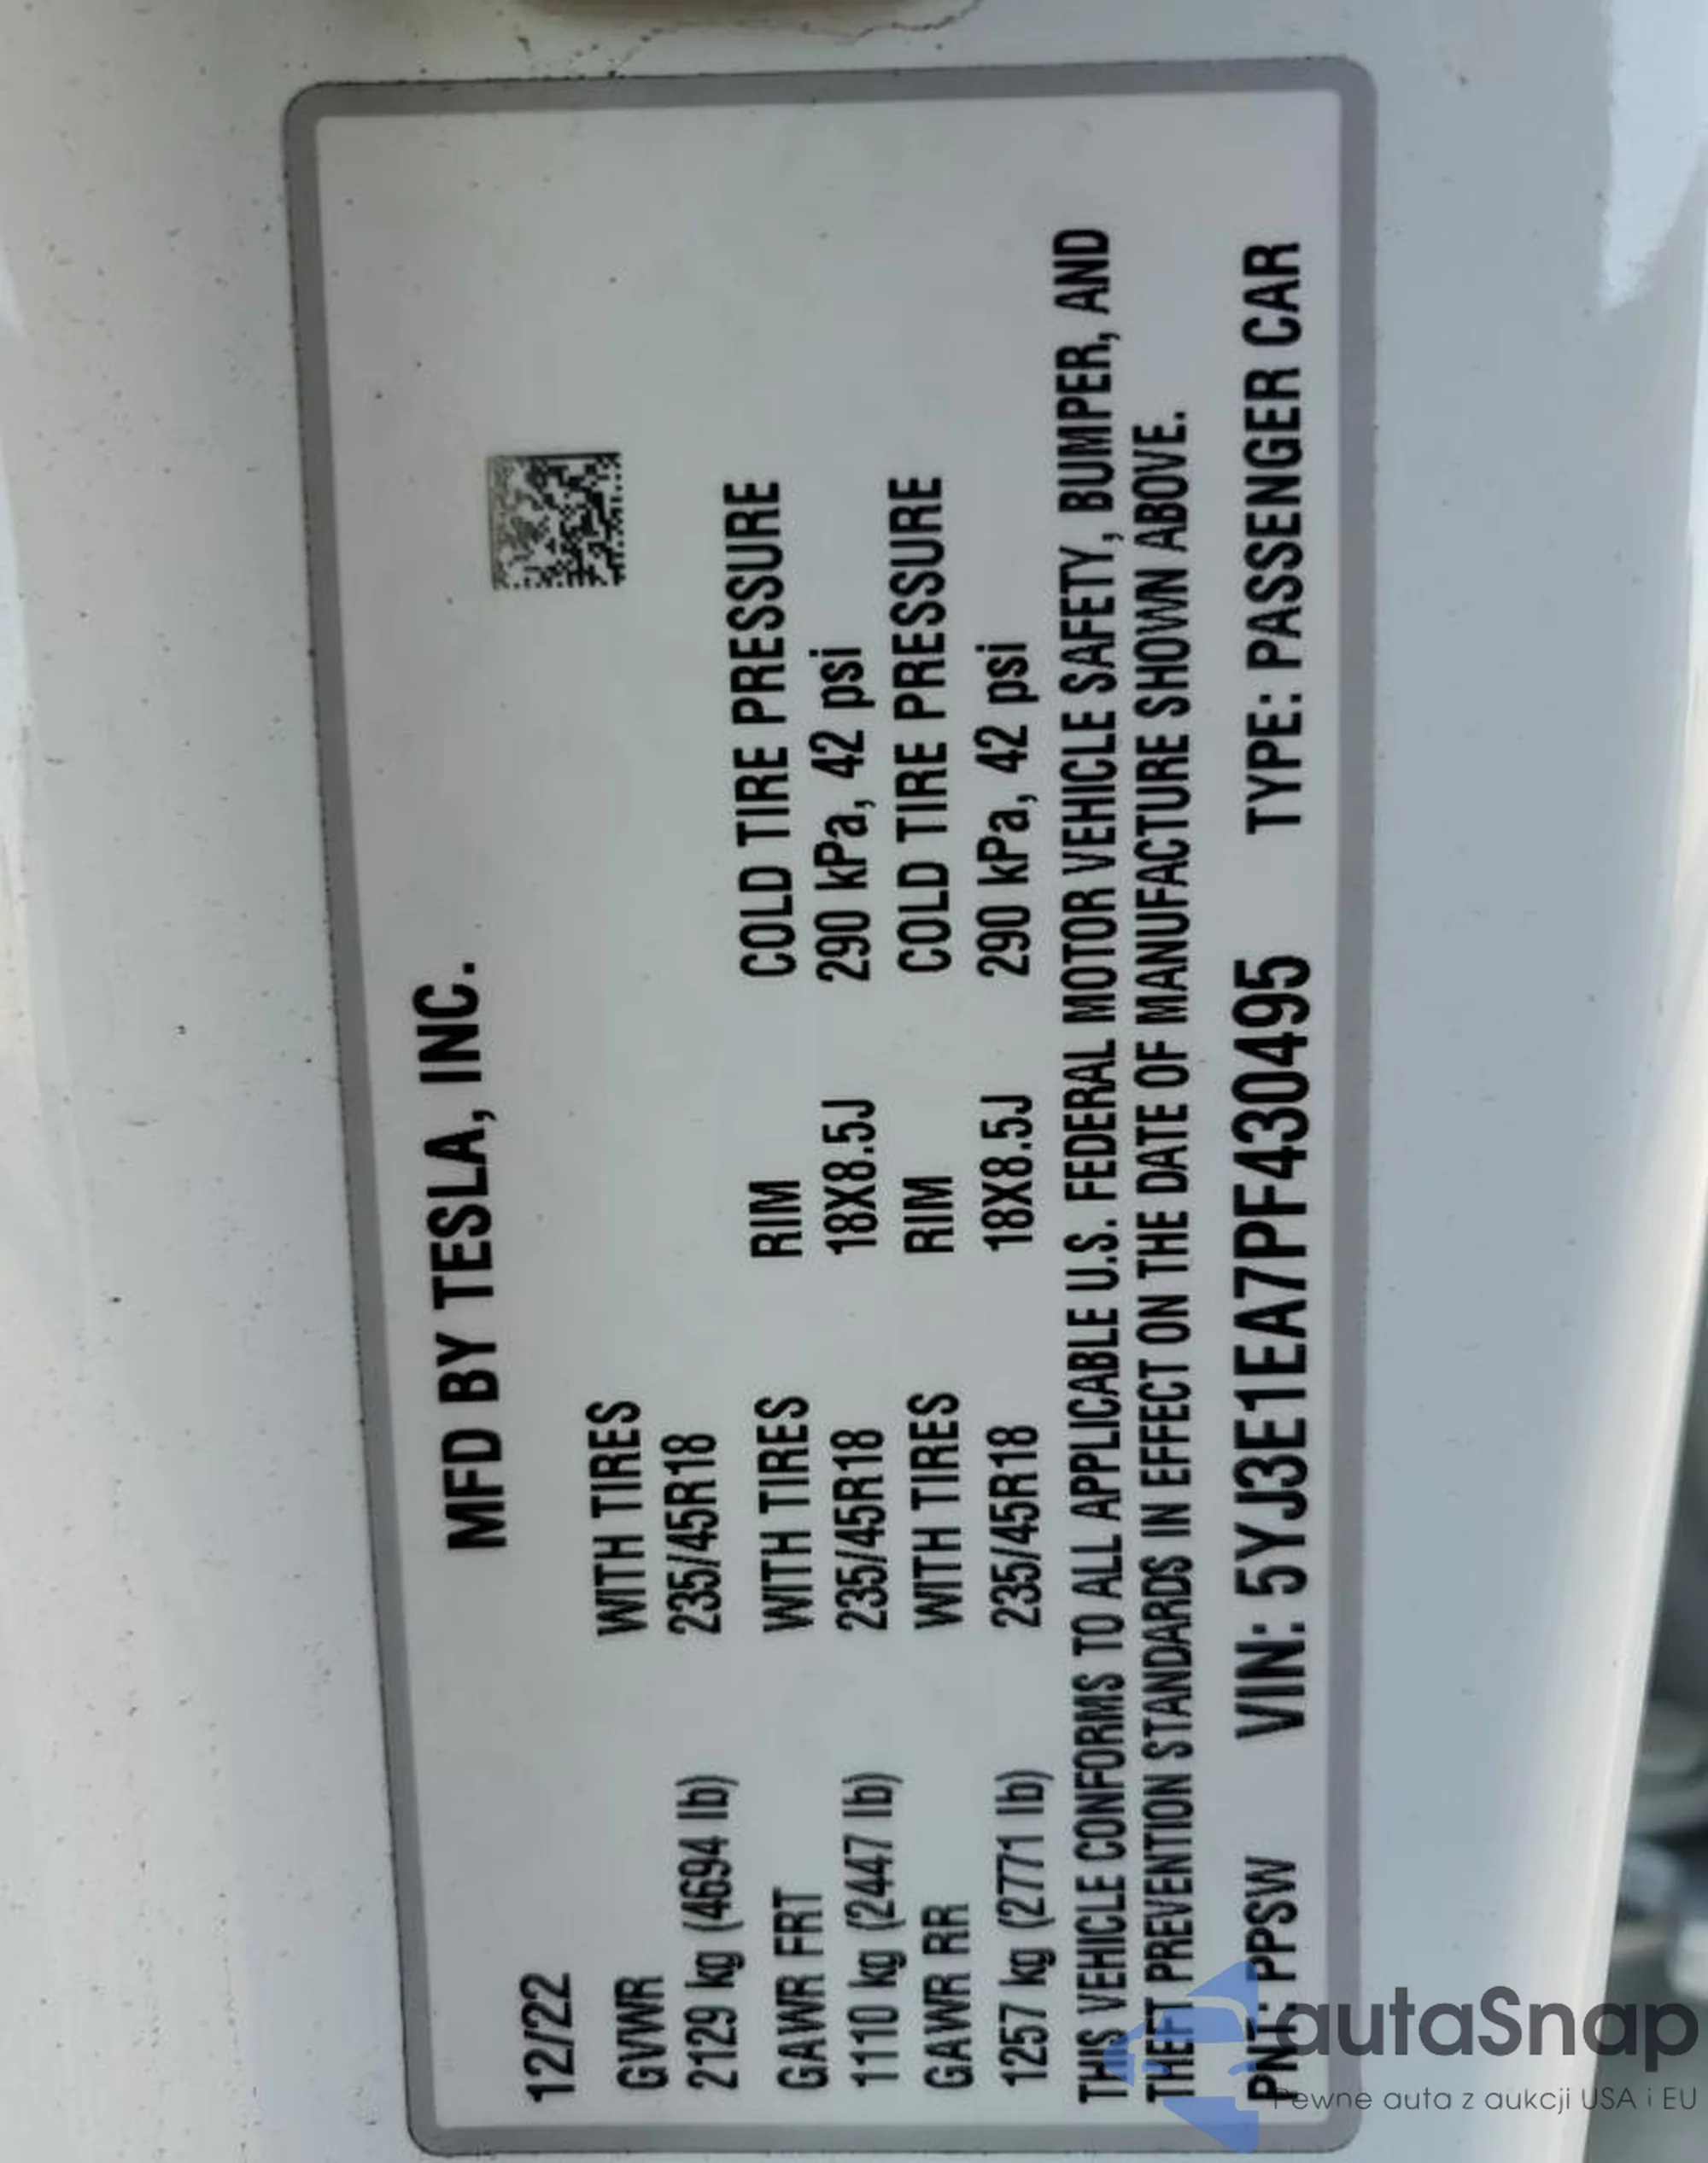 MFD BY TESLA, INC.
12/22
GVWR WITH TIRES
2129 kg (4694 lb) 235/45R18
GAWR FRT WITH TIRES RIM COLD TIRE PRESSURE
1110 kg (2447 lb) 235/45R18 18X8.5J 290 kPa, 42 psi
GAWR RR WITH TIRES RIM COLD TIRE PRESSURE
1257 kg (2771 lb) 235/45R18 18X8.5J 290 kPa, 42 psi
THIS VEHICLE CONFORMS TO ALL APPLICABLE U.S. FEDERAL MOTOR VEHICLE SAFETY, BUMPER, AND
THEFT PREVENTION STANDARDS IN EFFECT ON THE DATE OF MANUFACTURE SHOWN ABOVE.
PNT: PPSW VIN: 5YJ3E1EA7PF430495 TYPE: PASSENGER CAR
autaSnap
Pewne auta z aukcji USA i EU